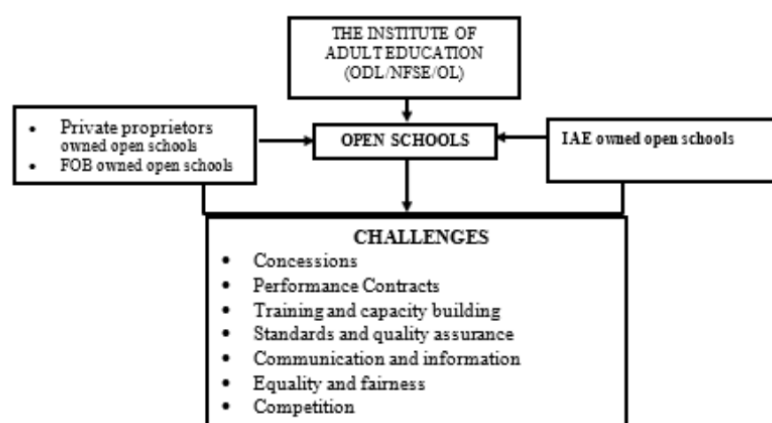 THE INSTITUTE OF
ADULT EDUCATION
(ODL/NFSE/OL)
• Private proprietors
owned open schools
• FOB owned open schools
OPEN SCHOOLS
IAE owned open schools
CHALLENGES
• Concessions
• Performance Contracts
• Training and capacity building
• Standards and quality assurance
• Communication and information
• Equality and fairness
• Competition